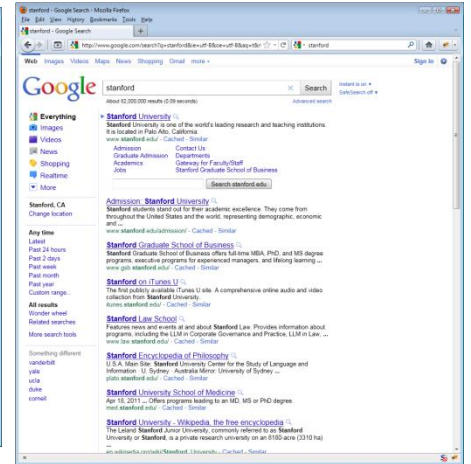 stanford - Google Search - Mozilla Firefox
File Edit View History Bookmarks Tools Help
stanford - Google Search
stanford
Web Images Videos Maps News Shopping Gmail more
Sign in
Google
stanford
Search
Instant is on
SafeSearch off
About 82,000,000 results (0.09 seconds)
Advanced search
Everything
Images
Videos
News
Shopping
Realtime
More
Stanford, CA
Change location
Any time
Latest
Past 24 hours
Past 2 days
Past week
Past month
Past year
Custom range...
All results
Wonder wheel
Related searches
More search tools
Something different
vanderbilt
yale
ucla
duke
cornell
Stanford University
Stanford University is one of the world's leading research and teaching institutions.
It is located in Palo Alto, California.
www.stanford.edu/ - Cached - Similar
Admission Contact Us
Graduate Admission Departments
Academics Gateway for Faculty/Staff
Jobs Stanford Graduate School of Business
Search stanford.edu
Admission: Stanford University
Stanford students stand out for their academic excellence. They come from
throughout the United States and the world, representing demographic, economic
and ...
www.stanford.edu/admission/ - Cached - Similar
Stanford Graduate School of Business
Stanford Graduate School of Business offers full-time MBA, PhD, and MS degree
programs, executive programs for experienced managers, and lifelong learning ...
www.gsb.stanford.edu/ - Cached - Similar
Stanford on iTunes U
The first publicly available iTunes U site. A comprehensive online audio and video
collection from Stanford University.
itunes.stanford.edu/ - Cached - Similar
Stanford Law School
Features news and events at and about Stanford Law. Provides information about
programs, including the LLM in Corporate Governance and Practice, LLM in Law, ...
www.law.stanford.edu/ - Cached - Similar
Stanford Encyclopedia of Philosophy
U.S.A. Main Site: Stanford University Center for the Study of Language and
Information · U. Sydney · Australia Mirror: University of Sydney ...
plato.stanford.edu/ - Cached - Similar
Stanford University School of Medicine
Apr 18, 2011 ... Offers programs leading to an MD, MS or PhD degree.
med.stanford.edu/ - Cached - Similar
Stanford University - Wikipedia, the free encyclopedia
The Leland Stanford Junior University, commonly referred to as Stanford
University or Stanford, is a private research university on an 8180-acre (3310 ha)
...
en.wikipedia.org/wiki/Stanford_University - Cached - Similar